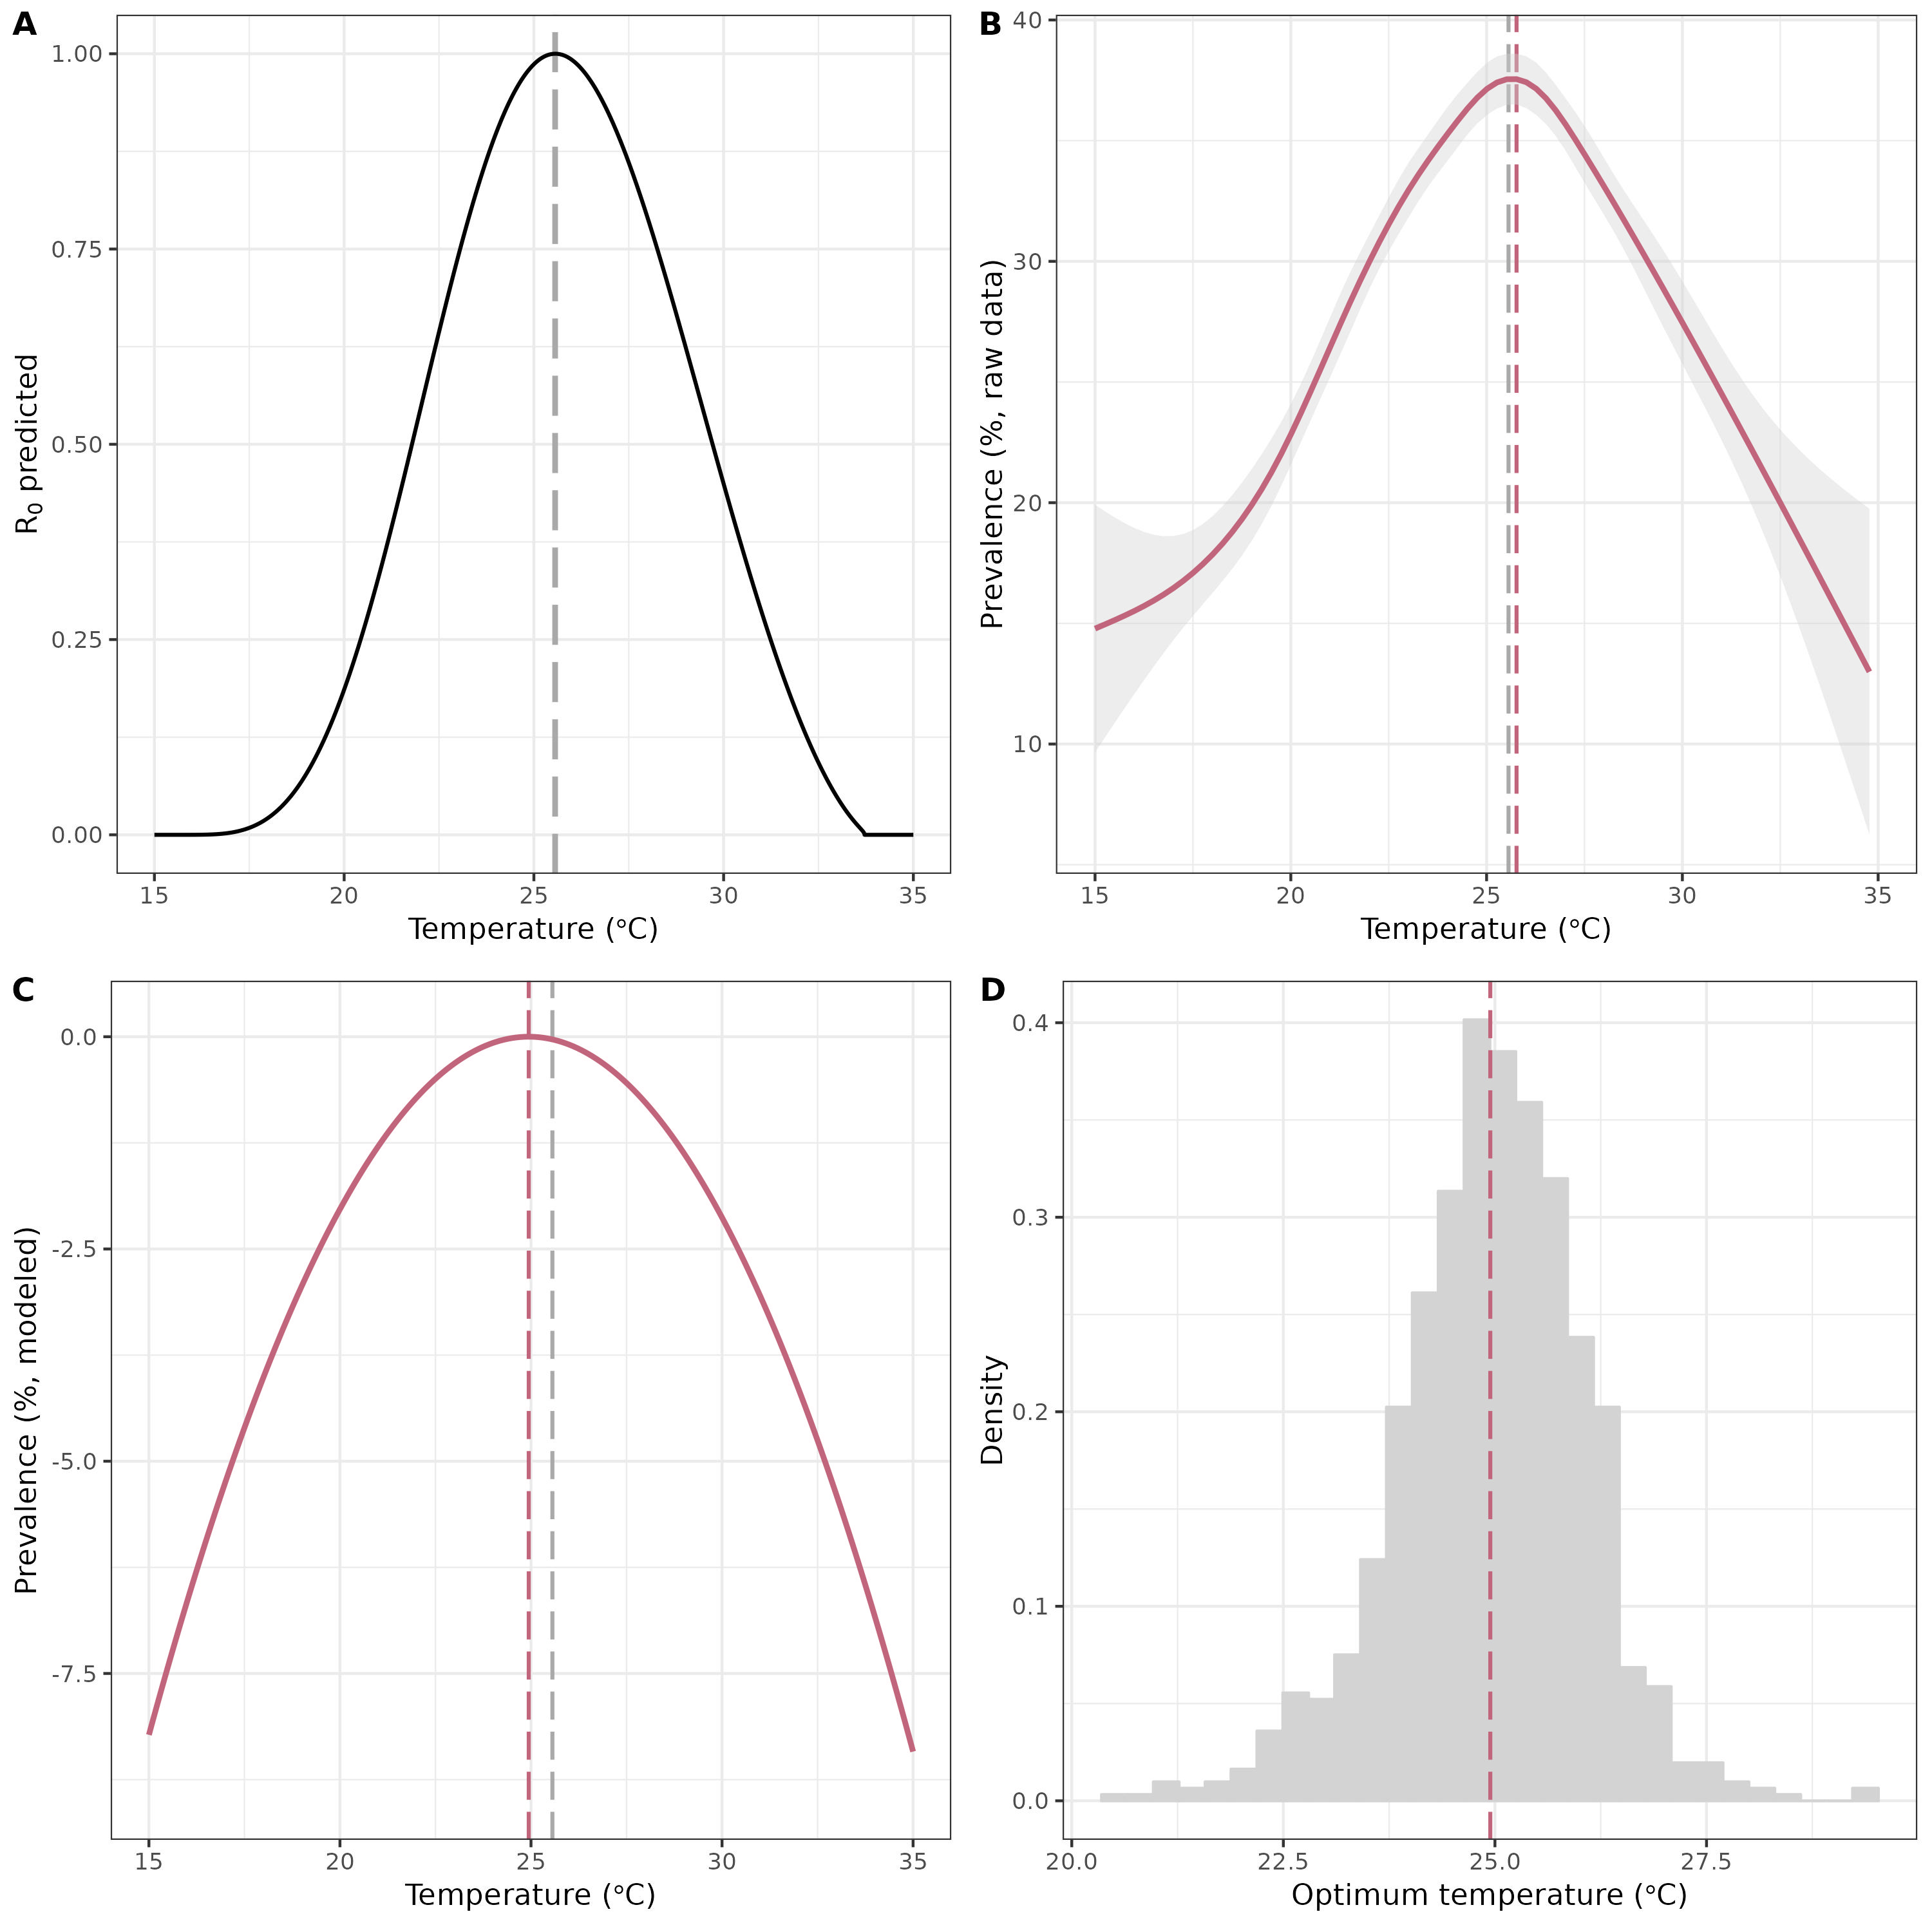 A
R0 predicted
1.00
0.75
0.50
0.25
0.00
15 20 25 30 35
Temperature (°C)
B
Prevalence (%, raw data)
40
30
20
10
15 20 25 30 35
Temperature (°C)
C
Prevalence (%, modeled)
0.0
-2.5
-5.0
-7.5
15 20 25 30 35
Temperature (°C)
D
Density
0.4
0.3
0.2
0.1
0.0
20.0 22.5 25.0 27.5
Optimum temperature (°C)